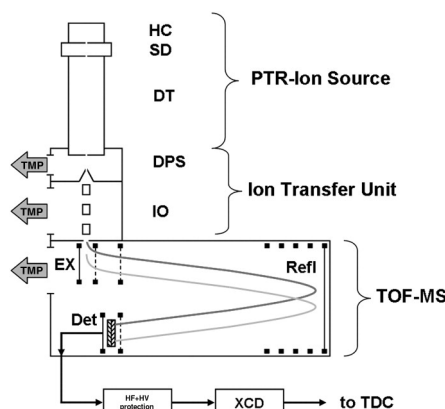 HC
SD
PTR-Ion Source
DT
DPS
TMP
Ion Transfer Unit
IO
TMP
EX
TMP
Refl
TOF-MS
Det
HF+HV
protection
XCD
to TDC